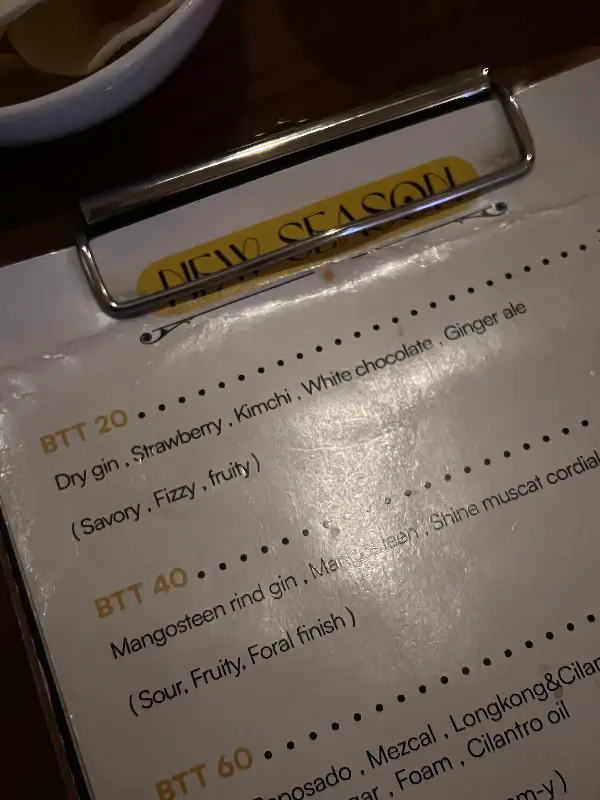 NEW SEASON
BTT 20
Dry gin , Strawberry , Kimchi , White chocolate , Ginger ale
( Savory , Fizzy , fruity )
BTT 40
Mangosteen rind gin , Mangosteen , Shine muscat cordial
( Sour, Fruity, Foral finish )
BTT 60
Mezcal , Longkong&
Foam , Cilantro oil